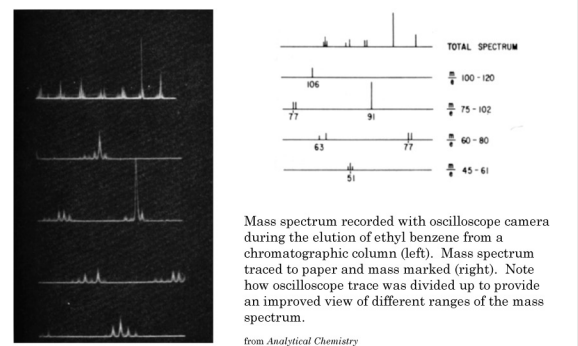 TOTAL SPECTRUM
106
m/e 100-120
77
91
m/e 75-102
63
77
m/e 60-80
51
m/e 45-61
Mass spectrum recorded with oscilloscope camera
during the elution of ethyl benzene from a
chromatographic column (left). Mass spectrum
traced to paper and mass marked (right). Note
how oscilloscope trace was divided up to provide
an improved view of different ranges of the mass
spectrum.
from Analytical Chemistry